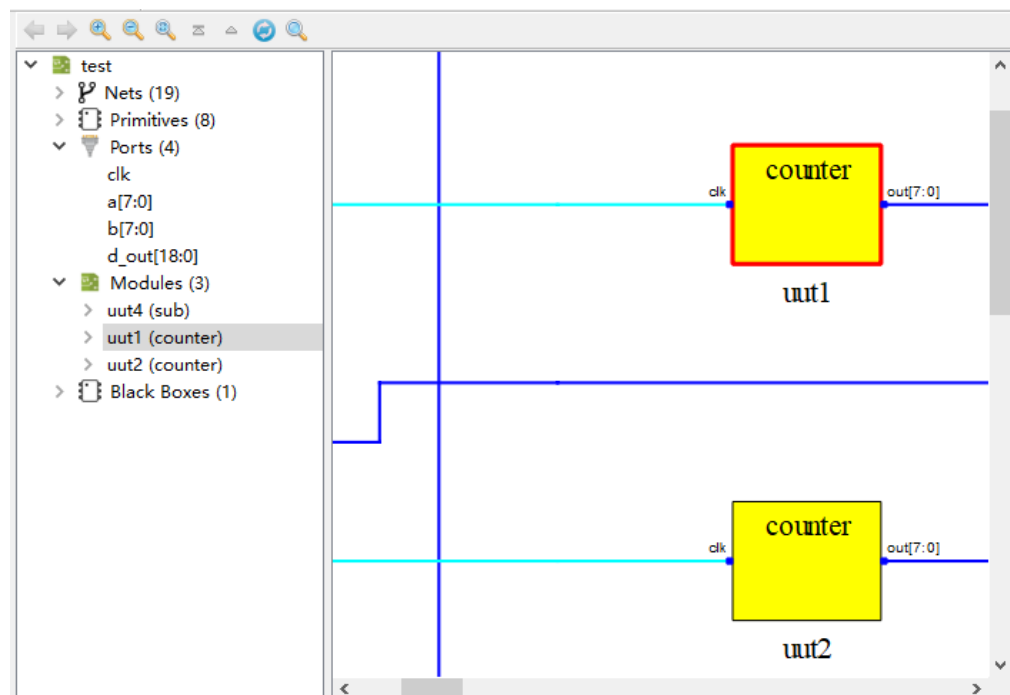 test
Nets (19)
Primitives (8)
Ports (4)
clk
a[7:0]
b[7:0]
d_out[18:0]
Modules (3)
uut4 (sub)
uut1 (counter)
uut2 (counter)
Black Boxes (1)
counter
clk
out[7:0]
uut1
counter
clk
out[7:0]
uut2